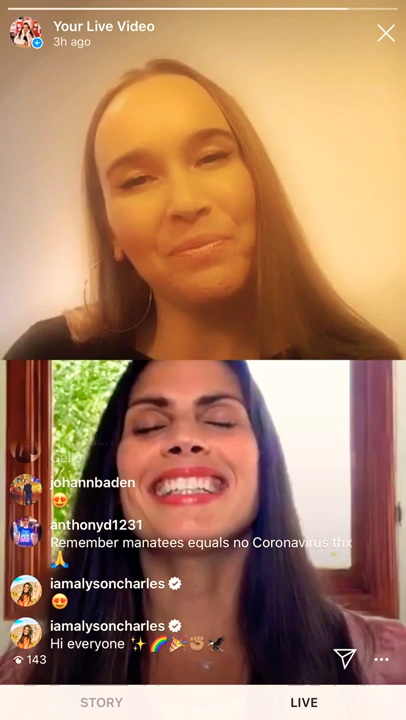 Your Live Video
3h ago
johannbaden
😍
anthonyd1231
Remember manatees equals no Coronavirus thx
🙏
iamalysoncharles
😍
iamalysoncharles
Hi everyone ✨🌈🎉✊🏽🦅
143
STORY
LIVE